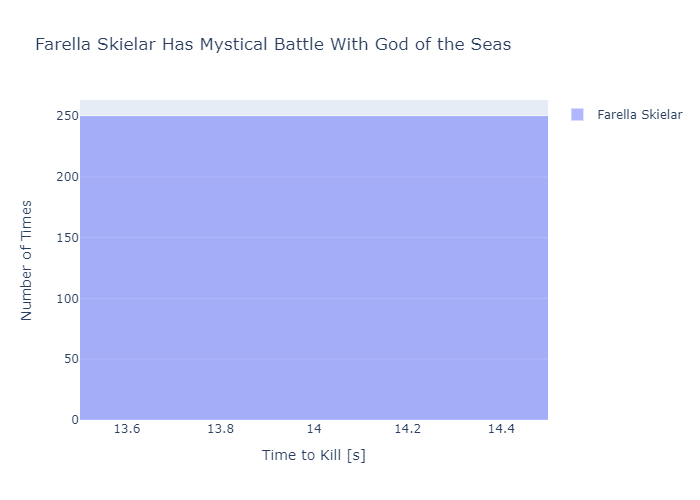 Farella Skielar Has Mystical Battle With God of the Seas
Farella Skielar
250
200
150
100
50
0
Number of Times
13.6 13.8 14 14.2 14.4
Time to Kill [s]